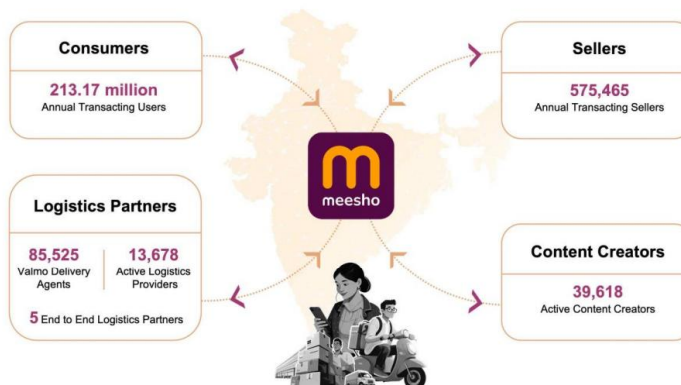 Consumers
213.17 million
Annual Transacting Users
Sellers
575,465
Annual Transacting Sellers
m
meesho
Logistics Partners
85,525
Valmo Delivery
Agents
13,678
Active Logistics
Providers
5 End to End Logistics Partners
Content Creators
39,618
Active Content Creators